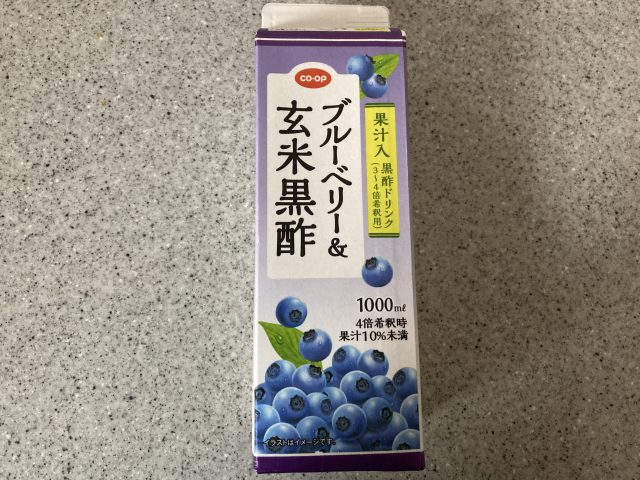 CO·OP
ブルーベリー&
玄米黒酢
果汁入 黒酢ドリンク
(3〜4倍希釈用)
1000mℓ
4倍希釈時
果汁10%未満
イラストはイメージです。